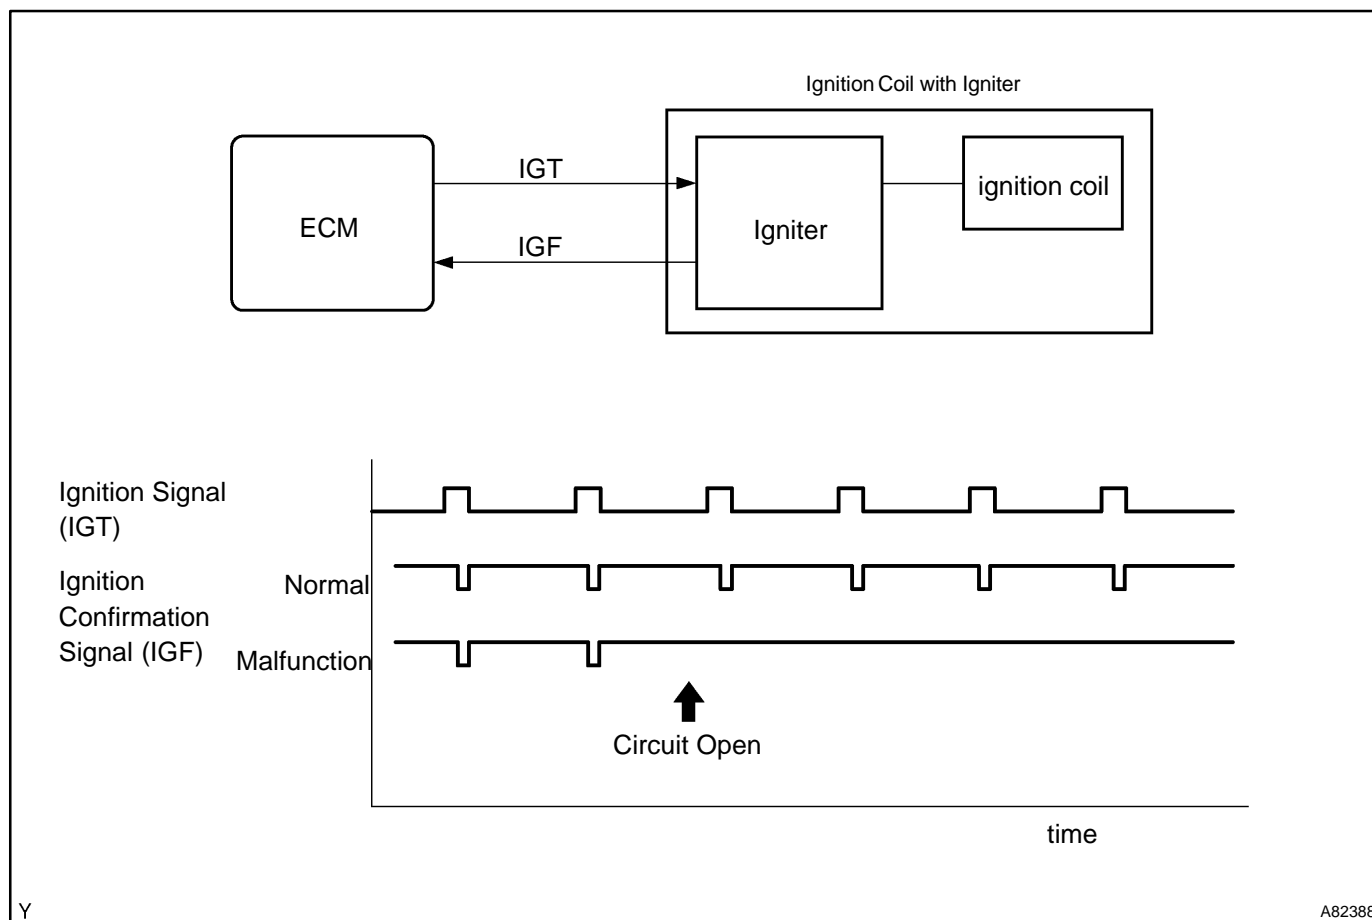 Ignition Coil with Igniter
ECM
IGT
IGF
Igniter
ignition coil
Ignition Signal
(IGT)
Ignition
Confirmation
Signal (IGF)
Normal
Malfunction
Circuit Open
time
Y
A82388